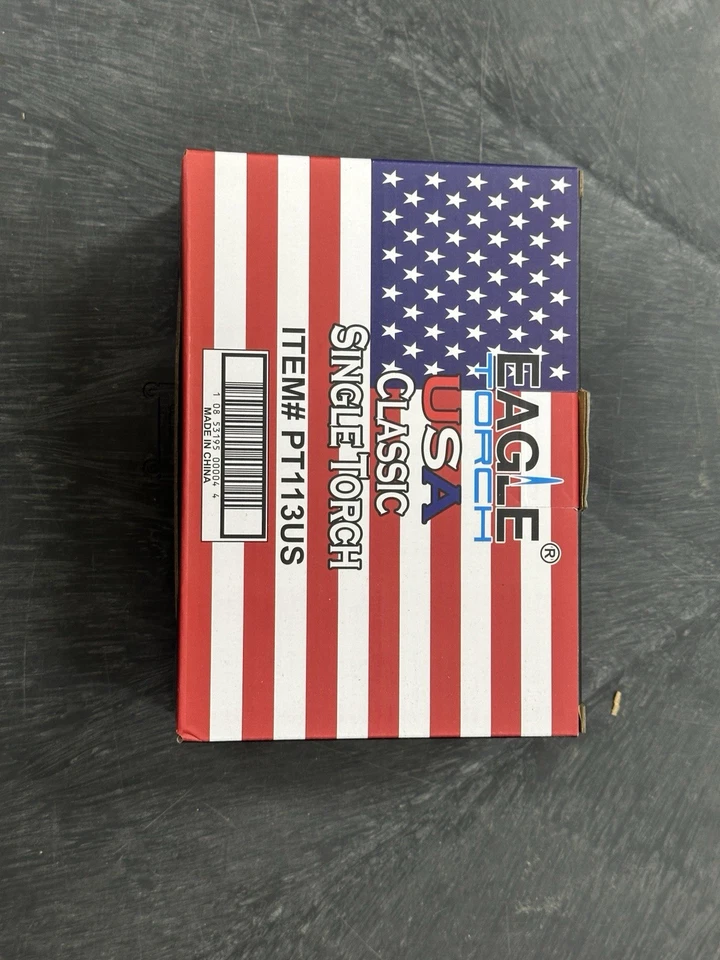 EAGLE®
TORCH
USA
CLASSIC
SINGLE TORCH
ITEM# PT113US
1 08 53195 00004 4
MADE IN CHINA